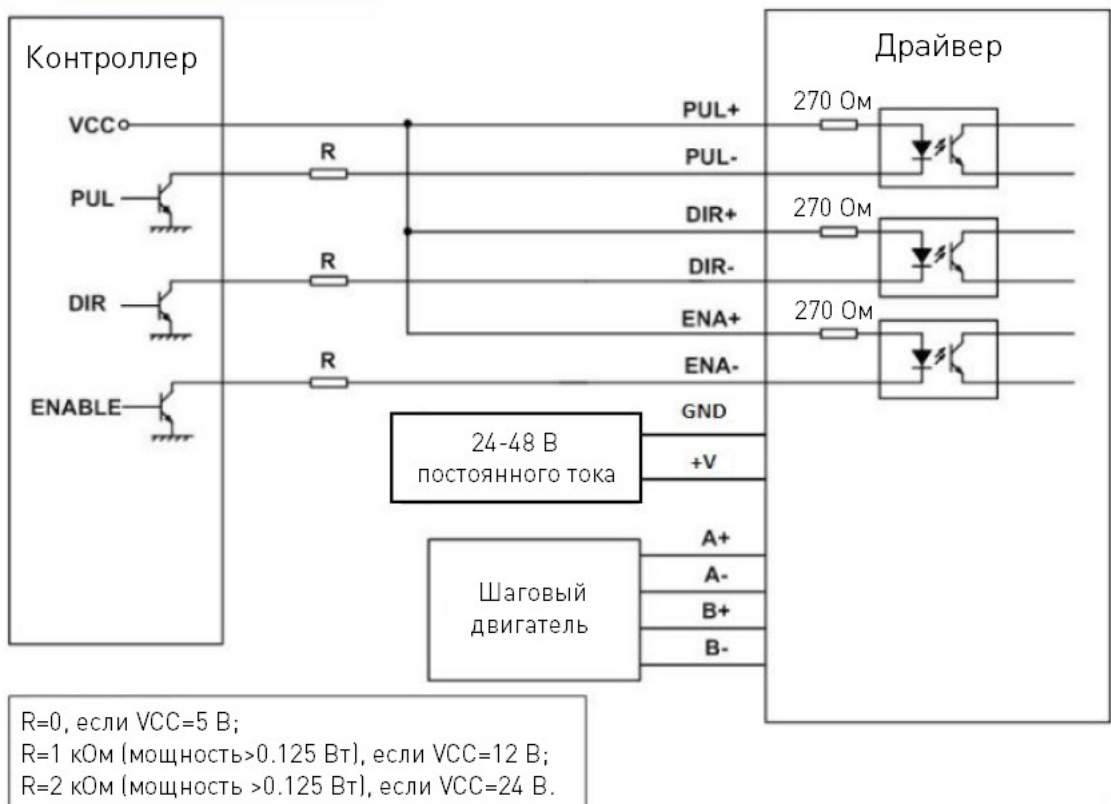 Контроллер
Драйвер
VCC
PUL+
270 Ом
R
PUL-
PUL
DIR+
270 Ом
R
DIR-
DIR
ENA+
270 Ом
R
ENA-
ENABLE
GND
24-48 В
постоянного тока
+V
A+
Шаговый
двигатель
A-
B+
B-
R=0, если VCC=5 В;
R=1 кОм (мощность>0.125 Вт), если VCC=12 В;
R=2 кОм (мощность >0.125 Вт), если VCC=24 В.